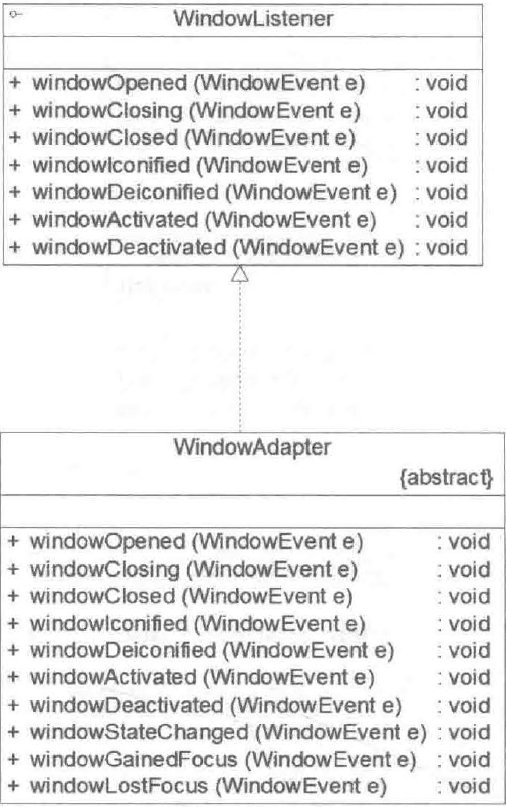 WindowListener
+ windowOpened (WindowEvent e) : void
+ windowClosing (WindowEvent e) : void
+ windowClosed (WindowEvent e) : void
+ windowIconified (WindowEvent e) : void
+ windowDeiconified (WindowEvent e) : void
+ windowActivated (WindowEvent e) : void
+ windowDeactivated (WindowEvent e) : void
WindowAdapter
{abstract}
+ windowOpened (WindowEvent e) : void
+ windowClosing (WindowEvent e) : void
+ windowClosed (WindowEvent e) : void
+ windowIconified (WindowEvent e) : void
+ windowDeiconified (WindowEvent e) : void
+ windowActivated (WindowEvent e) : void
+ windowDeactivated (WindowEvent e) : void
+ windowStateChanged (WindowEvent e) : void
+ windowGainedFocus (WindowEvent e) : void
+ windowLostFocus (WindowEvent e) : void